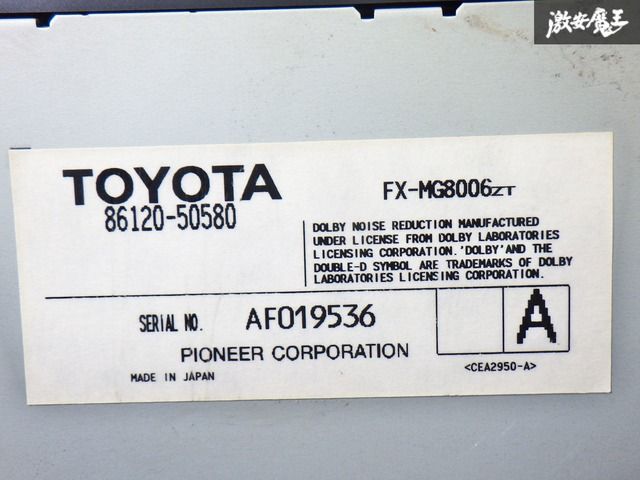 激安魔王
TOYOTA
86120-50580
FX-MG8006ZT
DOLBY NOISE REDUCTION MANUFACTURED
UNDER LICENSE FROM DOLBY LABORATORIES
LICENSING CORPORATION. 'DOLBY' AND THE
DOUBLE-D SYMBOL ARE TRADEMARKS OF DOLBY
LABORATORIES LICENSING CORPORATION.
SERIAL NO. AF019536
A
PIONEER CORPORATION
MADE IN JAPAN
<CEA2950-A>